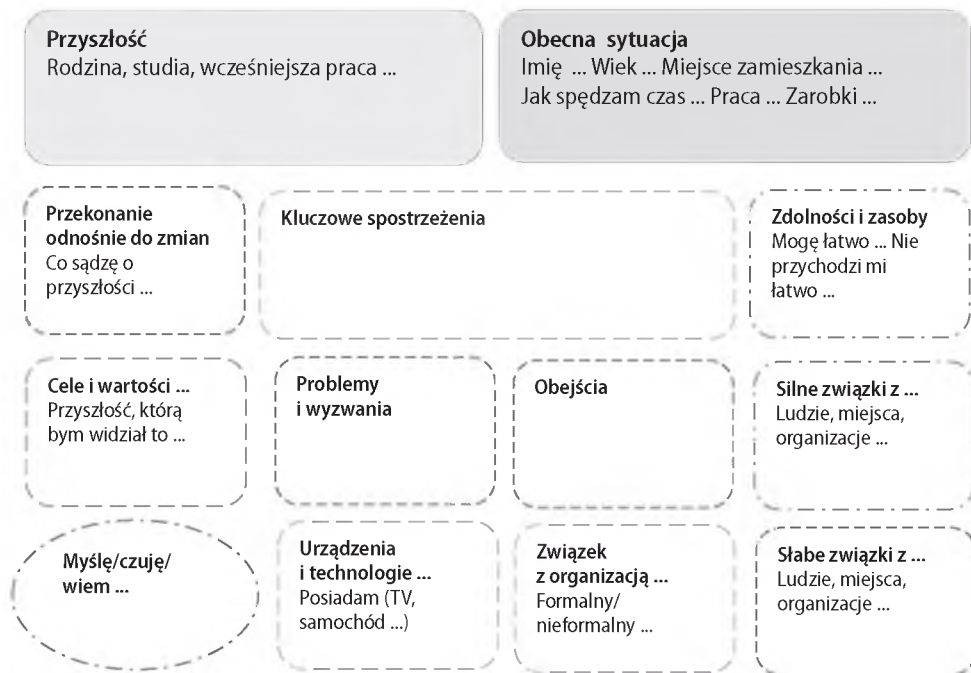 Przyszłość
Rodzina, studia, wcześniejsza praca ...
Obecna sytuacja
Imię ... Wiek ... Miejsce zamieszkania ...
Jak spędzam czas ... Praca ... Zarobki ...
Przekonanie
odnośnie do zmian
Co sądzę o
przyszłości ...
Kluczowe spostrzeżenia
Zdolności i zasoby
Mogę łatwo ... Nie
przychodzi mi
łatwo ...
Cele i wartości ...
Przyszłość, którą
bym widział to ...
Problemy
i wyzwania
Obejścia
Silne związki z ...
Ludzie, miejsca,
organizacje ...
Myślę/czuję/
wiem ...
Urządzenia
i technologie ...
Posiadam (TV,
samochód ...)
Związek
z organizacją ...
Formalny/
nieformalny ...
Słabe związki z ...
Ludzie, miejsca,
organizacje ...